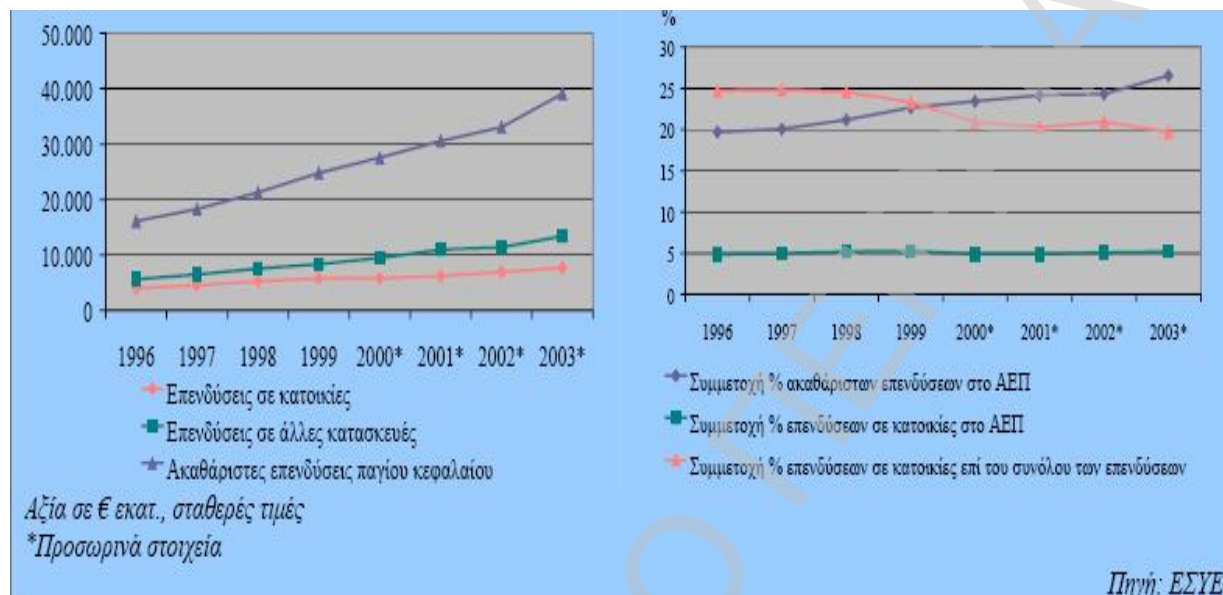 50.000
40.000
30.000
20.000
10.000
0
1996 1997 1998 1999 2000* 2001* 2002* 2003*
Επενδύσεις σε κατοικίες
Επενδύσεις σε άλλες κατασκευές
Ακαθάριστες επενδύσεις παγίου κεφαλαίου
Αξία σε € εκατ., σταθερές τιμές
*Προσωρινά στοιχεία
%
30
25
20
15
10
5
0
1996 1997 1998 1999 2000* 2001* 2002* 2003*
Συμμετοχή % ακαθάριστων επενδύσεων στο ΑΕΠ
Συμμετοχή % επενδύσεων σε κατοικίες στο ΑΕΠ
Συμμετοχή % επενδύσεων σε κατοικίες επί του συνόλου των επενδύσεων
Πηγή: ΕΣΥΕ